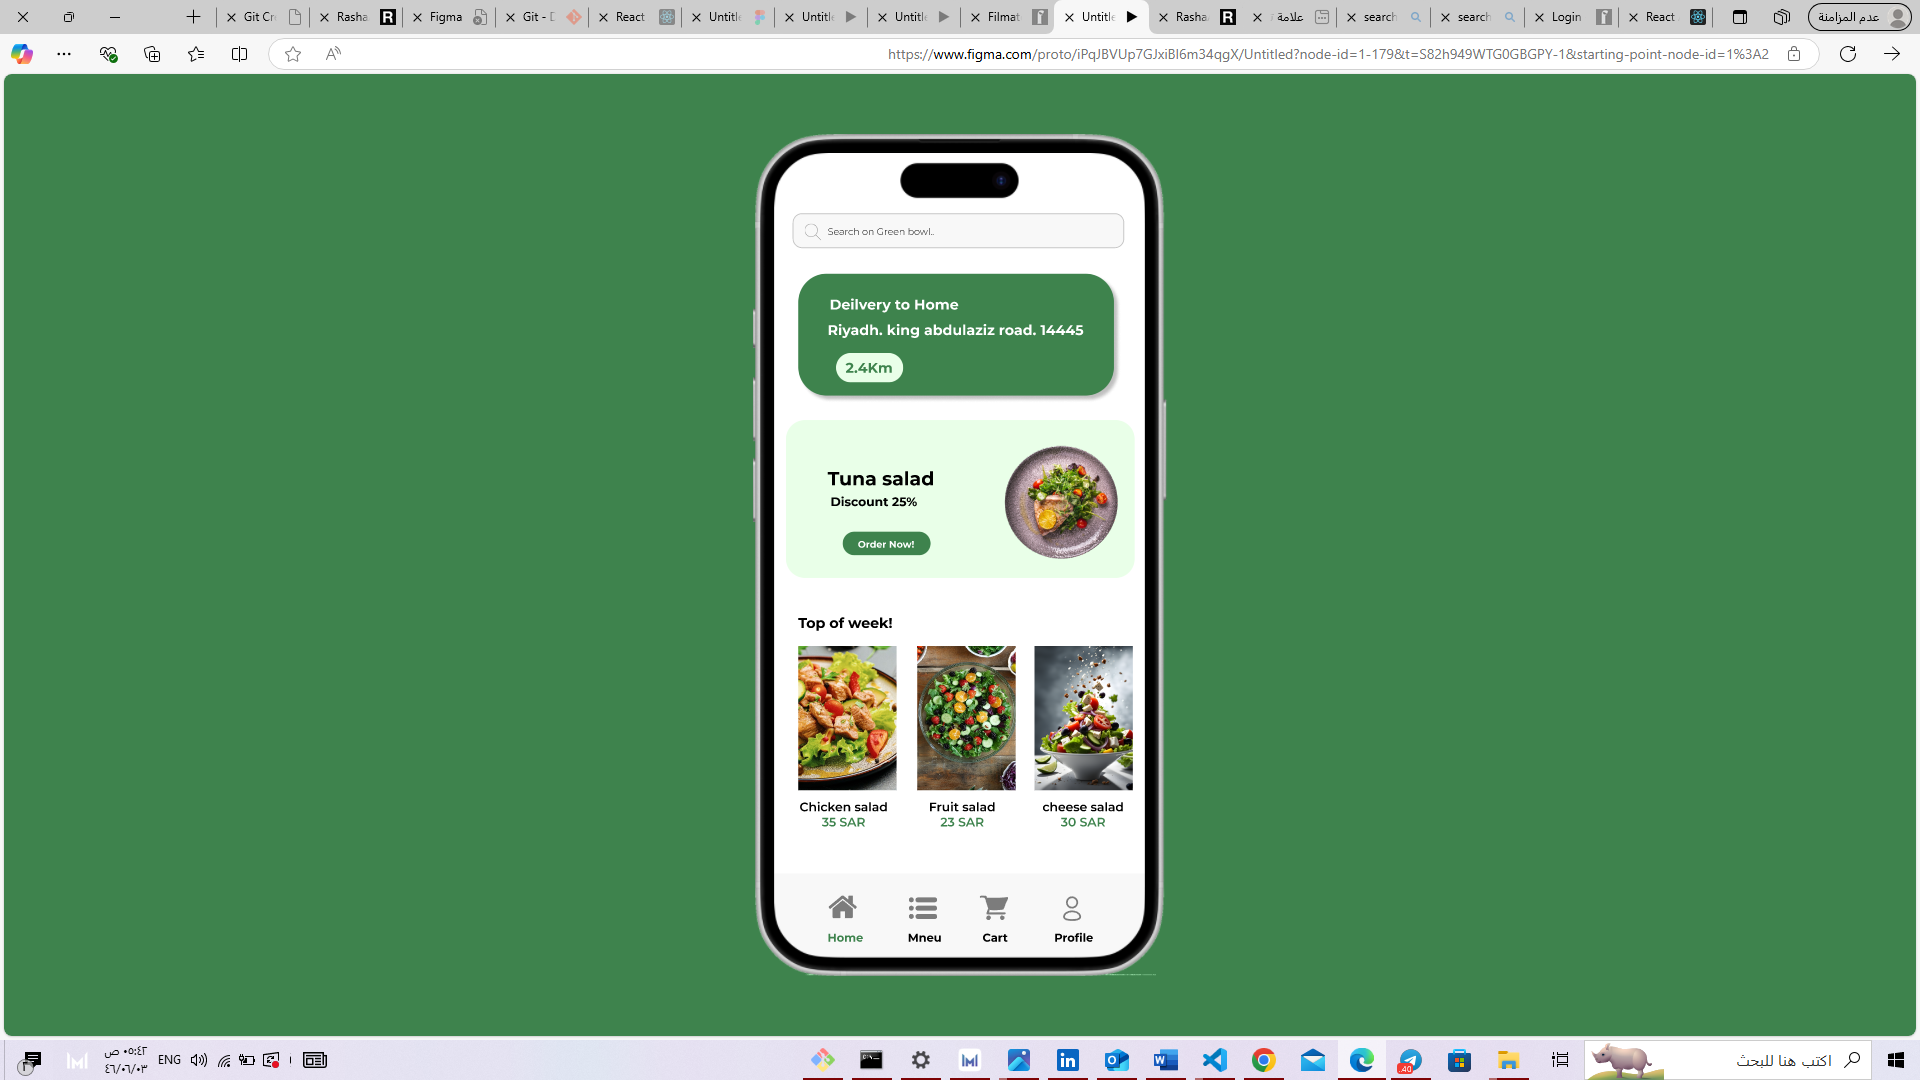 Git Cr
Rasha
Figma
Git - D
React
Untitle
Untitle
Untitle
Filmat
Untitle
Rasha
علامة
search
search
Login
React
عدم المزامنة
https://www.figma.com/proto/iPqJBVUp7GJxiBI6m34qgX/Untitled?node-id=1-179&t=S82h949WTG0GBGPY-1&starting-point-node-id=1%3A2
Search on Green bowl..
Deilvery to Home
Riyadh. king abdulaziz road. 14445
2.4Km
Tuna salad
Discount 25%
Order Now!
Top of week!
Chicken salad
35 SAR
Fruit salad
23 SAR
cheese salad
30 SAR
Home
Mneu
Cart
Profile
٠٥:٤٢ ص
٤٦/٠٦/٠٣
ENG
40
اكتب هنا للبحث